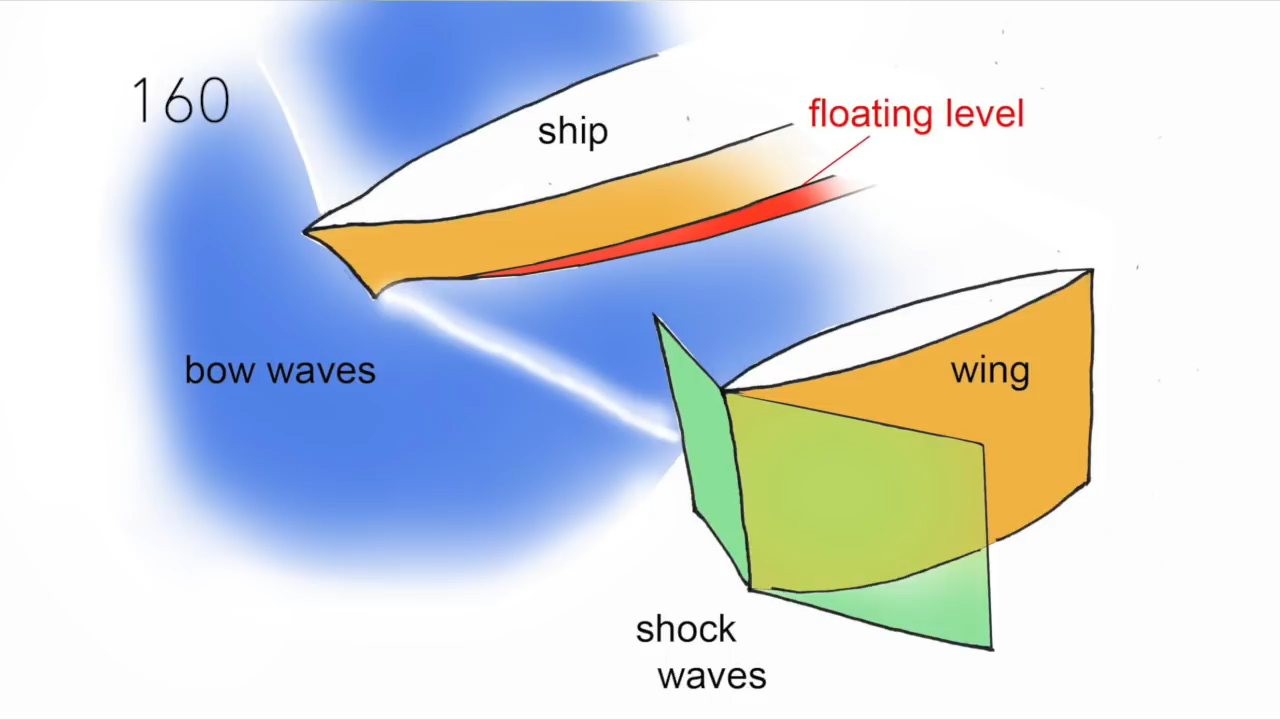 160
ship
floating level
bow waves
wing
shock
waves